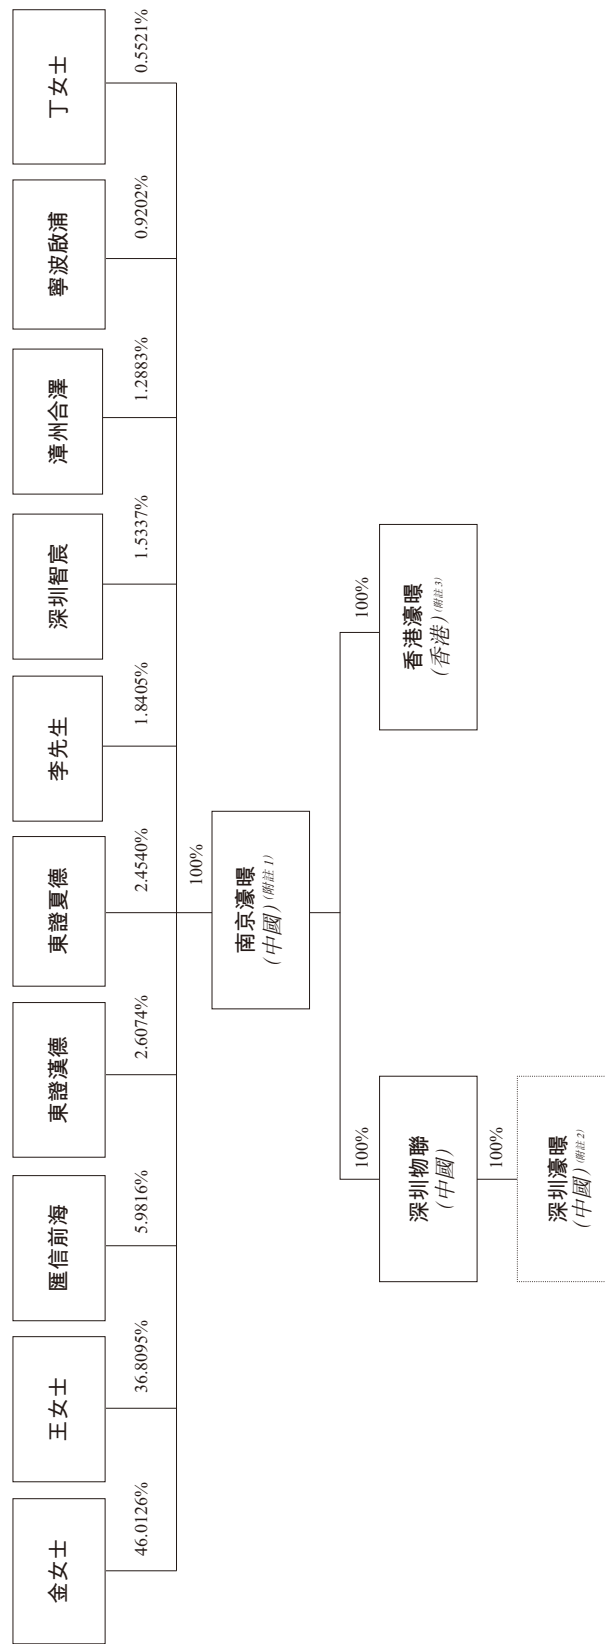 金女士
王女士
匯信前海
東證漢德
東證夏德
李先生
深圳智宸
漳州合澤
寧波啟浦
丁女士
46.0126%
36.8095%
5.9816%
2.6074%
2.4540%
1.8405%
1.5337%
1.2883%
0.9202%
0.5521%
100%
南京濠暻
(中國)(附註 1)
100%
100%
深圳物聯
(中國)
香港濠暻
(香港)(附註 3)
100%
深圳濠暻
(中國)(附註 2)